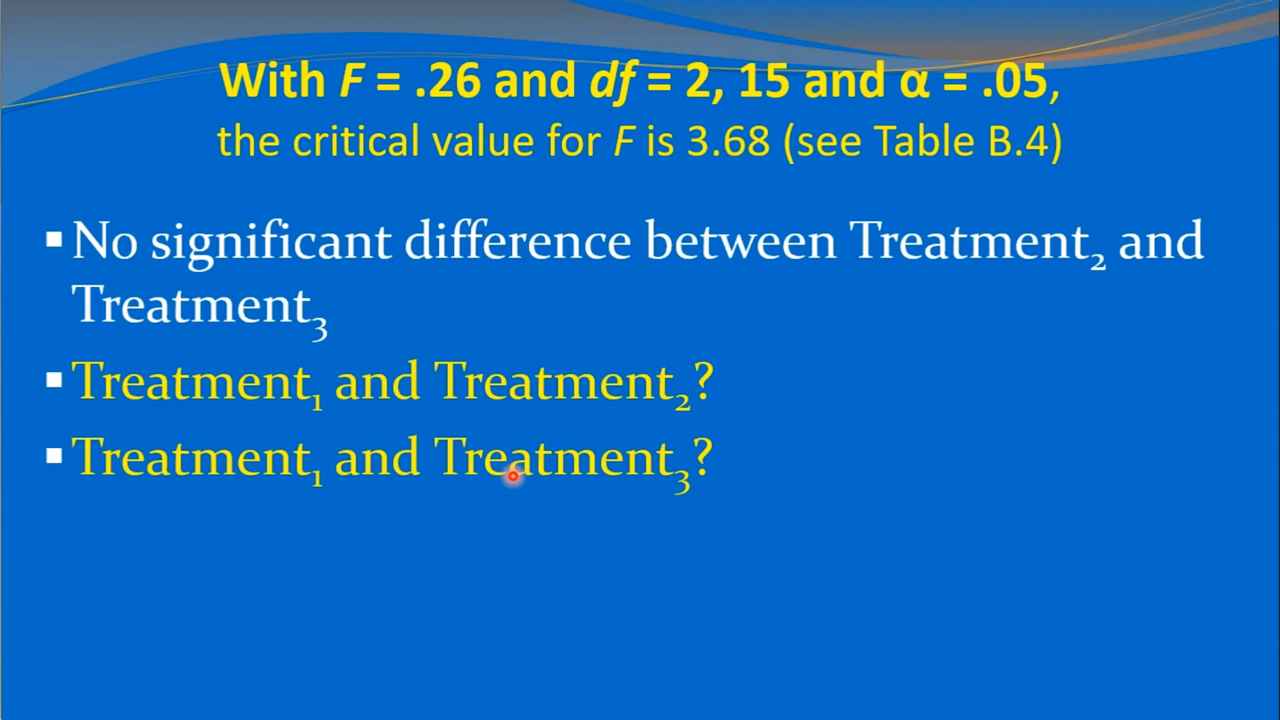 With F = .26 and df = 2, 15 and α = .05,
the critical value for F is 3.68 (see Table B.4)
▪ No significant difference between Treatment₂ and
Treatment₃
▪ Treatment₁ and Treatment₂?
▪ Treatment₁ and Treatment₃?